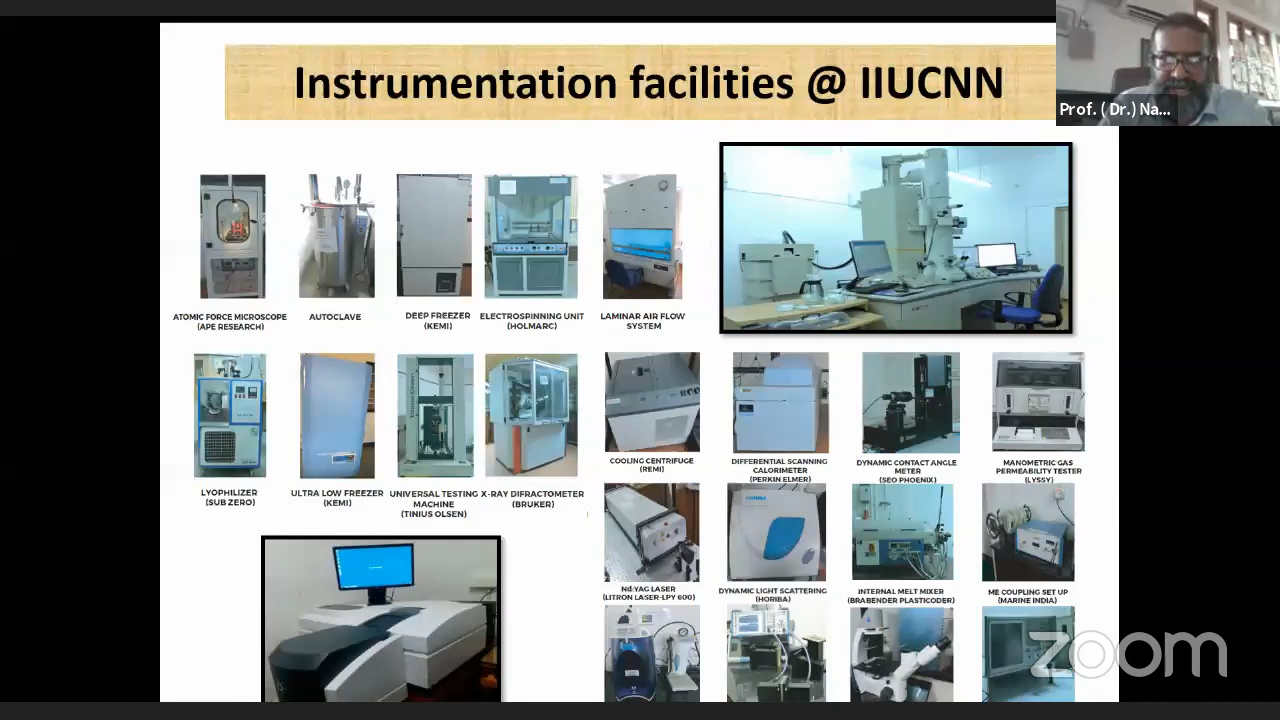 Instrumentation facilities @ IIUCNN
Prof. ( Dr.) Na...
ATOMIC FORCE MICROSCOPE
(APE RESEARCH)
AUTOCLAVE
DEEP FREEZER
(KEMI)
ELECTROSPINNING UNIT
(HOLMARC)
LAMINAR AIR FLOW
SYSTEM
LYOPHILIZER
(SUB ZERO)
ULTRA LOW FREEZER
(KEMI)
UNIVERSAL TESTING
MACHINE
(TINIUS OLSEN)
X-RAY DIFRACTOMETER
(BRUKER)
COOLING CENTRIFUGE
(REMI)
DIFFERENTIAL SCANNING
CALORIMETER
(PERKIN ELMER)
DYNAMIC CONTACT ANGLE
METER
(SEO PHOENIX)
MANOMETRIC GAS
PERMEABILITY TESTER
(LYSSY)
HORIBA
Nd:YAG LASER
(LITRON LASER-LPY 600)
DYNAMIC LIGHT SCATTERING
(HORIBA)
INTERNAL MELT MIXER
(BRABENDER PLASTICODER)
ME COUPLING SET UP
(MARINE INDIA)
zoom